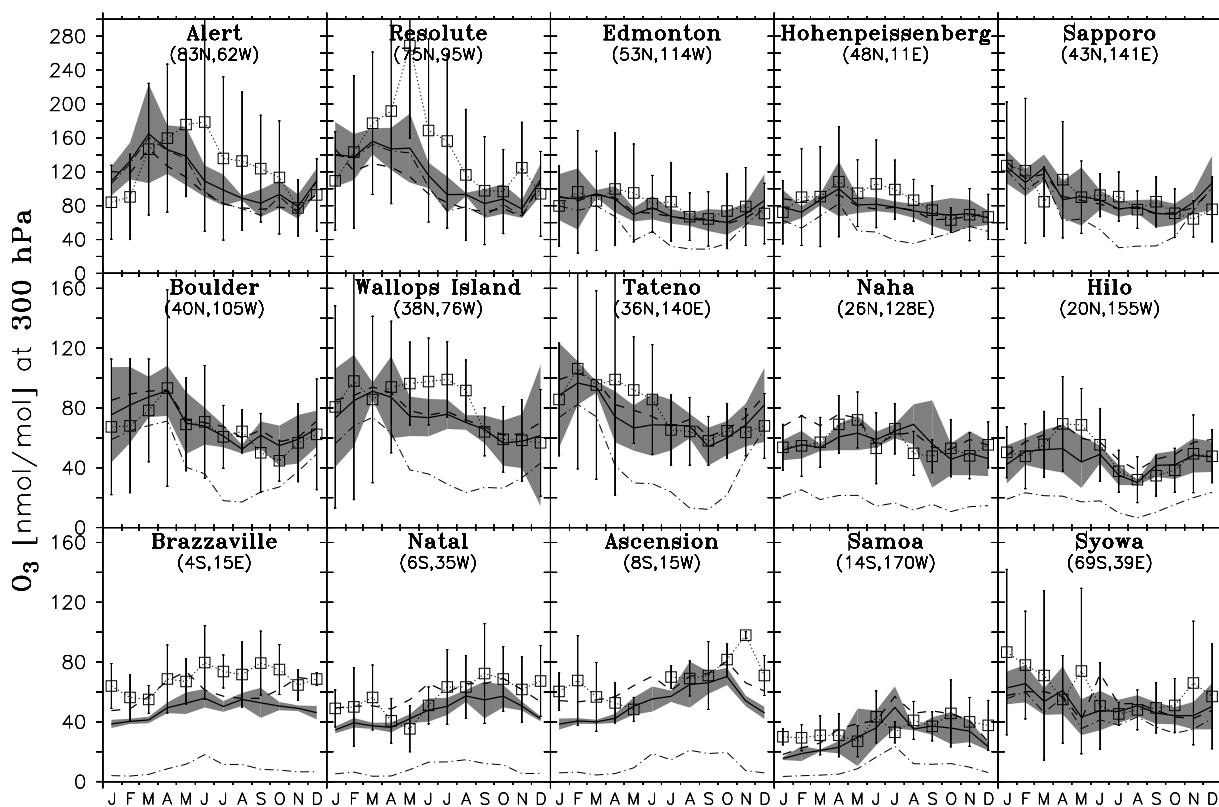 O3 [nmol/mol] at 300 hPa
280
240
200
160
120
80
40
0
Alert
(83N,62W)
Resolute
(75N,95W)
Edmonton
(53N,114W)
Hohenpeissenberg
(48N,11E)
Sapporo
(43N,141E)
160
120
80
40
0
Boulder
(40N,105W)
Wallops Island
(38N,76W)
Tateno
(36N,140E)
Naha
(26N,128E)
Hilo
(20N,155W)
160
120
80
40
0
Brazzaville
(4S,15E)
Natal
(6S,35W)
Ascension
(8S,15W)
Samoa
(14S,170W)
Syowa
(69S,39E)
J F M A M J J A S O N D
J F M A M J J A S O N D
J F M A M J J A S O N D
J F M A M J J A S O N D
J F M A M J J A S O N D